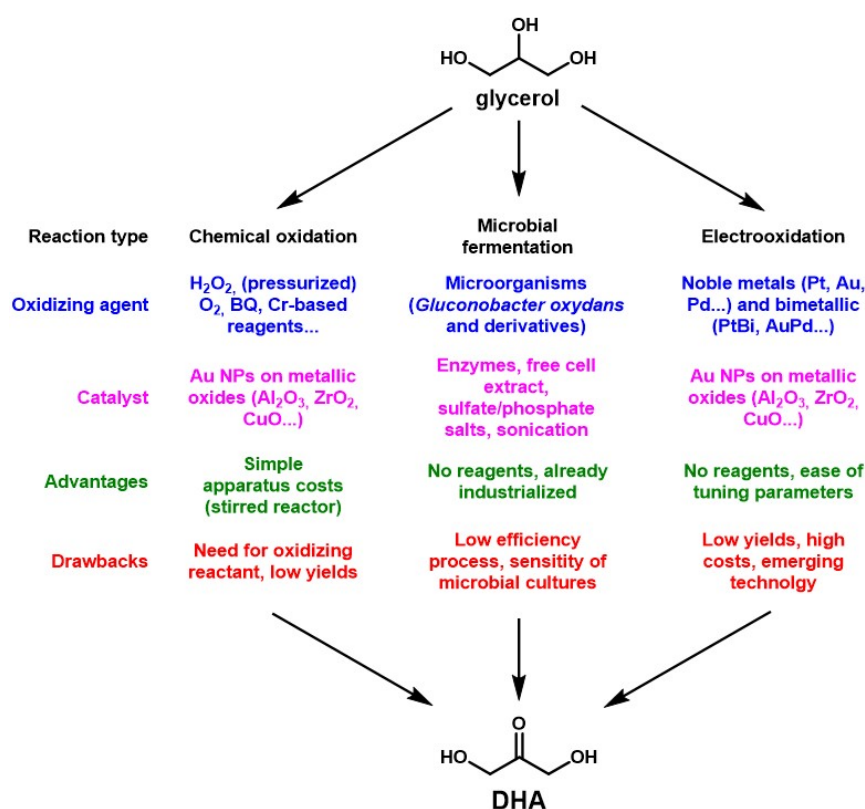 OH
HO
OH
glycerol
Reaction type
Chemical oxidation
Microbial
fermentation
Electrooxidation
Oxidizing agent
H₂O₂, (pressurized)
O₂, BQ, Cr-based
reagents...
Microorganisms
(Gluconobacter oxydans
and derivatives)
Noble metals (Pt, Au,
Pd...) and bimetallic
(PtBi, AuPd...)
Catalyst
Au NPs on metallic
oxides (Al₂O₃, ZrO₂,
CuO...)
Enzymes, free cell
extract,
sulfate/phosphate
salts, sonication
Au NPs on metallic
oxides (Al₂O₃, ZrO₂,
CuO...)
Advantages
Simple
apparatus costs
(stirred reactor)
No reagents, already
industrialized
No reagents, ease of
tuning parameters
Drawbacks
Need for oxidizing
reactant, low yields
Low efficiency
process, sensitivity of
microbial cultures
Low yields, high
costs, emerging
technolgy
O
HO
OH
DHA